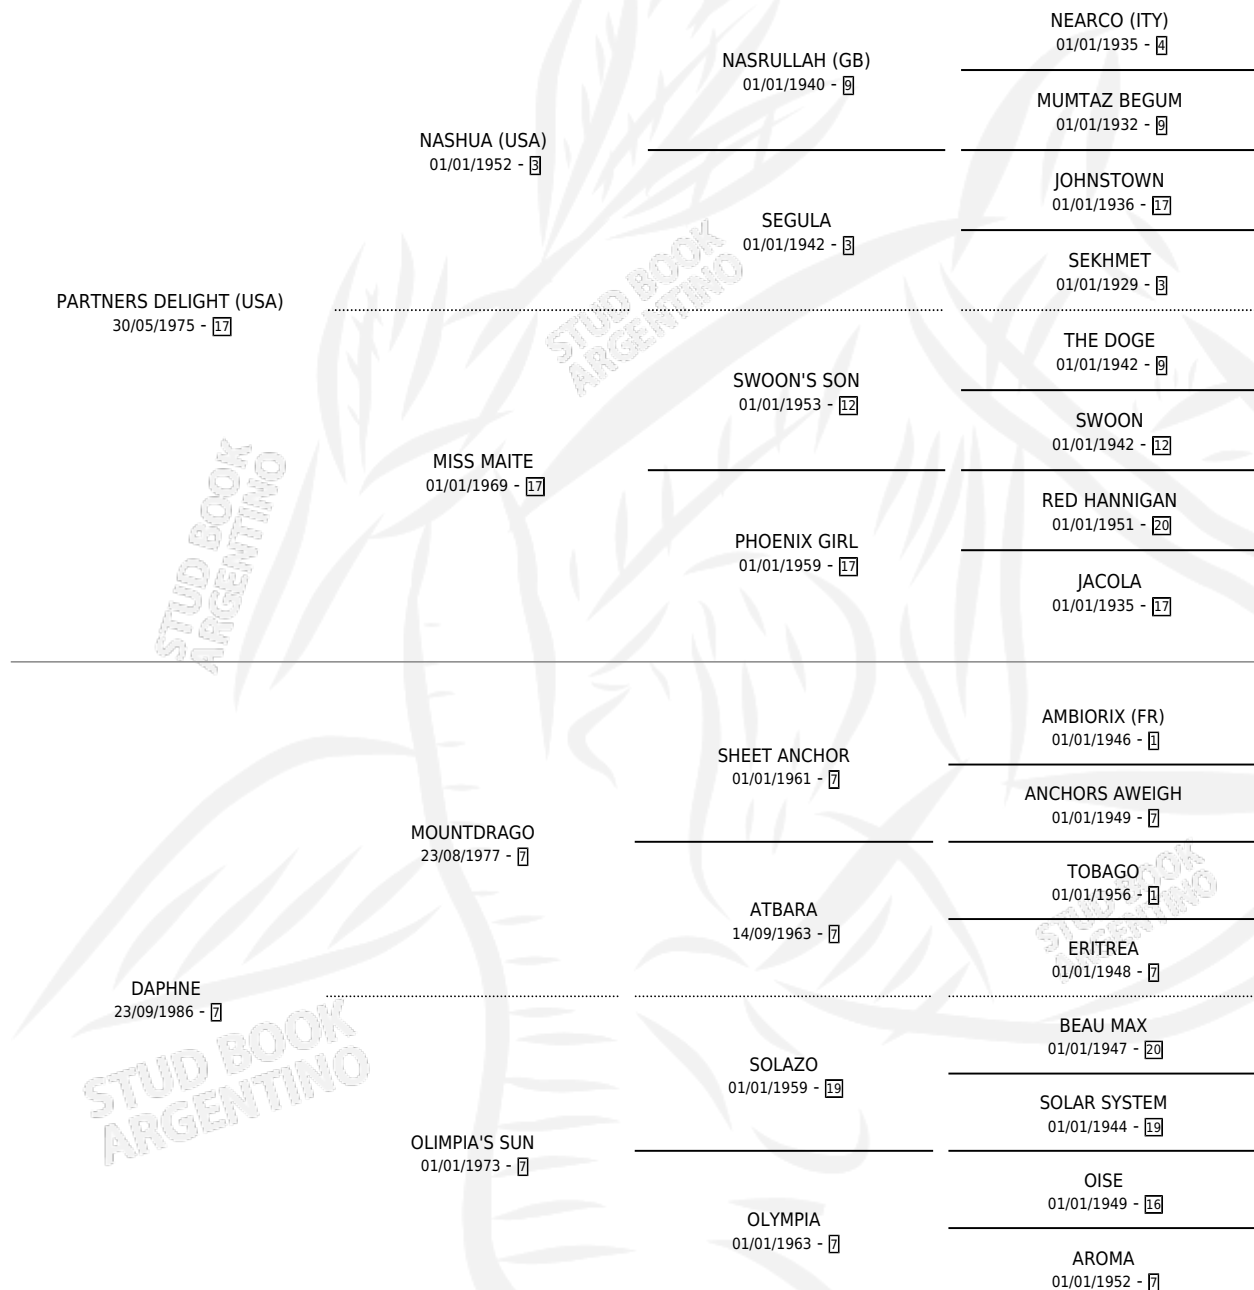 NEARCO (ITY)
01/01/1935 - 4
NASRULLAH (GB)
01/01/1940 - 9
MUMTAZ BEGUM
01/01/1932 - 9
NASHUA (USA)
01/01/1952 - 3
JOHNSTOWN
01/01/1936 - 17
SEGULA
01/01/1942 - 3
SEKHMET
01/01/1929 - 3
PARTNERS DELIGHT (USA)
30/05/1975 - 17
THE DOGE
01/01/1942 - 9
SWOON'S SON
01/01/1953 - 12
SWOON
01/01/1942 - 12
MISS MAITE
01/01/1969 - 17
RED HANNIGAN
01/01/1951 - 20
PHOENIX GIRL
01/01/1959 - 17
JACOLA
01/01/1935 - 17
STUD BOOK
ARGENTINO
STUD BOOK
ARGENTINO
AMBIORIX (FR)
01/01/1946 - 1
SHEET ANCHOR
01/01/1961 - 7
ANCHORS AWEIGH
01/01/1949 - 7
MOUNTDRAGO
23/08/1977 - 7
TOBAGO
01/01/1956 - 1
ATBARA
14/09/1963 - 7
ERITREA
01/01/1948 - 7
DAPHNE
23/09/1986 - 7
BEAU MAX
01/01/1947 - 20
SOLAZO
01/01/1959 - 19
SOLAR SYSTEM
01/01/1944 - 19
OLIMPIA'S SUN
01/01/1973 - 7
OISE
01/01/1949 - 16
OLYMPIA
01/01/1963 - 7
AROMA
01/01/1952 - 7
STUD BOOK
ARGENTINO
STUD BOOK
ARGENTINO